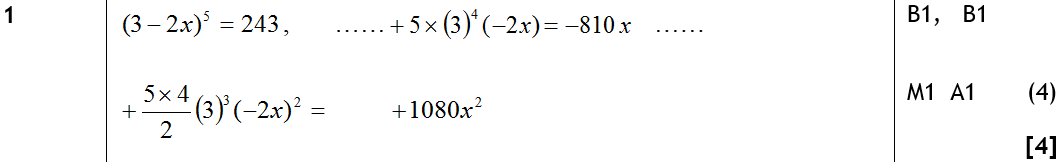 1 (3 − 2x)⁵ = 243, ...... + 5 × (3)⁴(−2x) = −810x ...... B1, B1
+ (5 × 4)/2 (3)³(−2x)² = +1080x² M1 A1 (4)
[4]